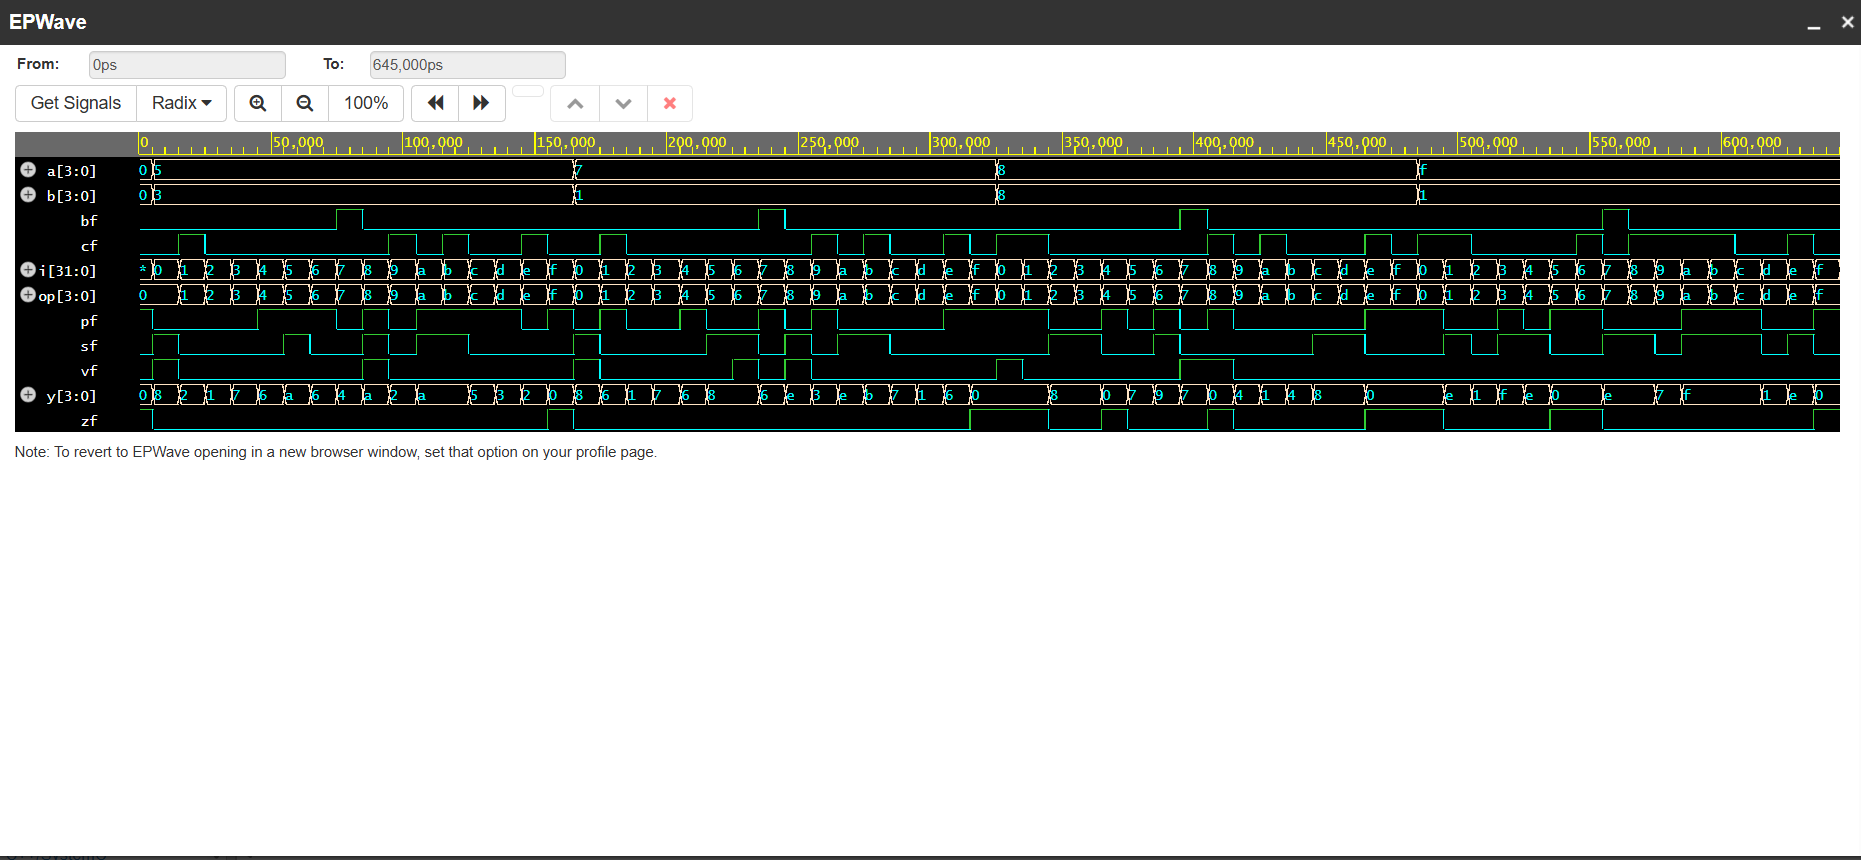 EPWave
From: 0ps To: 645,000ps
Get Signals Radix 100%
0 50,000 100,000 150,000 200,000 250,000 300,000 350,000 400,000 450,000 500,000 550,000 600,000
a[3:0] 0 5 7 8 f
b[3:0] 0 3 1 8 1
bf
cf
i[31:0] * 0 1 2 3 4 5 6 7 8 9 a b c d e f 0 1 2 3 4 5 6 7 8 9 a b c d e f 0 1 2 3 4 5 6 7 8 9 a b c d e f 0 1 2 3 4 5 6 7 8 9 a b c d e f
op[3:0] 0 1 2 3 4 5 6 7 8 9 a b c d e f 0 1 2 3 4 5 6 7 8 9 a b c d e f 0 1 2 3 4 5 6 7 8 9 a b c d e f 0 1 2 3 4 5 6 7 8 9 a b c d e f
pf
sf
vf
y[3:0] 0 8 2 1 7 6 a 6 4 a 2 a 5 3 2 0 8 6 1 7 6 8 6 e 3 e b 7 1 6 0 8 0 7 9 7 0 4 1 4 8 0 e 1 f e 0 e 7 f 1 e 0
zf
Note: To revert to EPWave opening in a new browser window, set that option on your profile page.